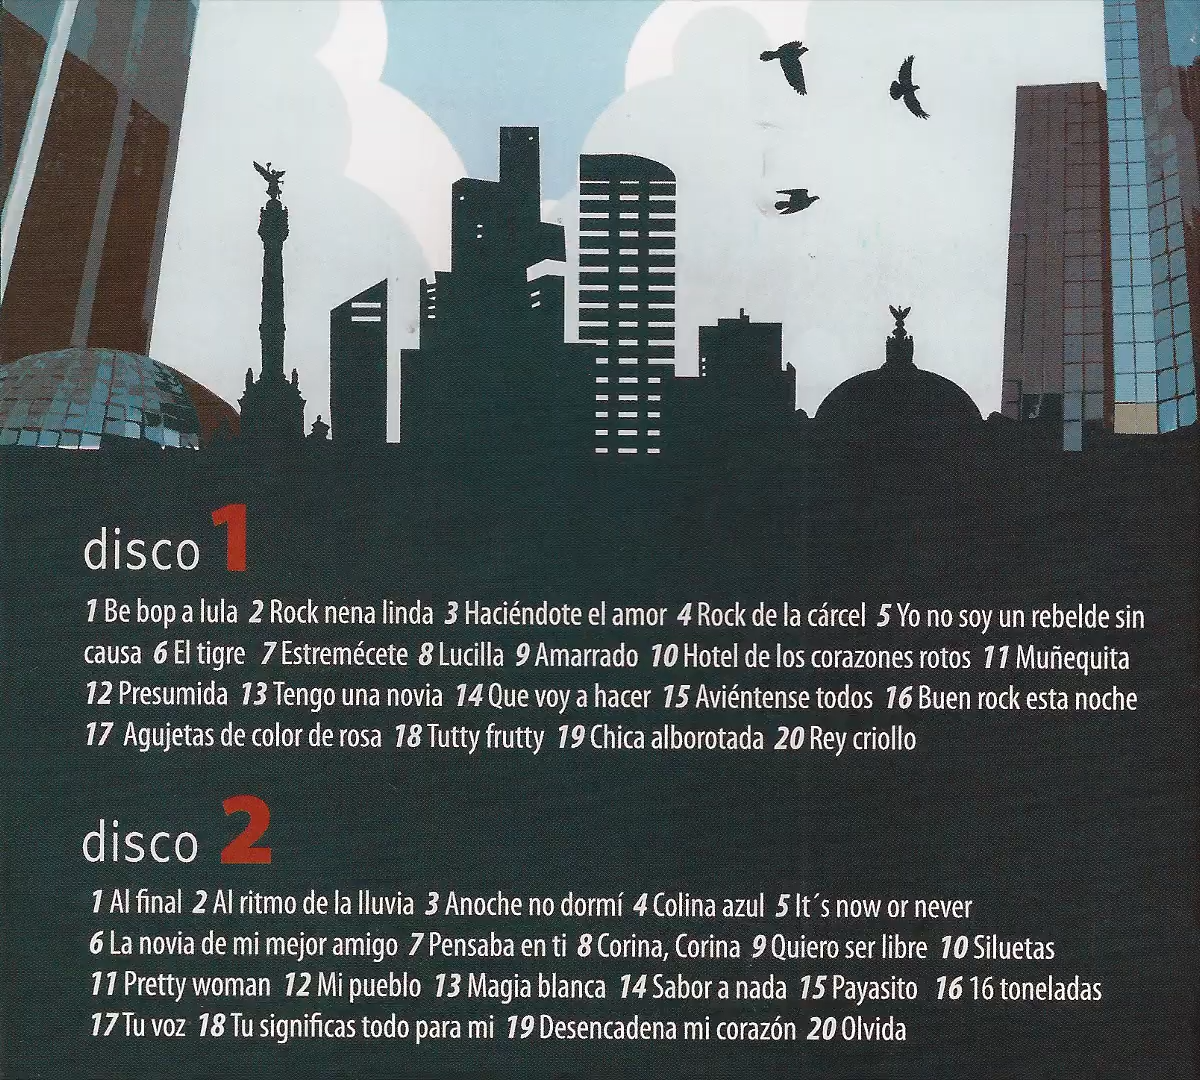 disco 1
1 Be bop a lula 2 Rock nena linda 3 Haciéndote el amor 4 Rock de la cárcel 5 Yo no soy un rebelde sin
causa 6 El tigre 7 Estremécete 8 Lucilla 9 Amarrado 10 Hotel de los corazones rotos 11 Muñequita
12 Presumida 13 Tengo una novia 14 Que voy a hacer 15 Aviéntense todos 16 Buen rock esta noche
17 Agujetas de color de rosa 18 Tutty frutty 19 Chica alborotada 20 Rey criollo
disco 2
1 Al final 2 Al ritmo de la lluvia 3 Anoche no dormí 4 Colina azul 5 It´s now or never
6 La novia de mi mejor amigo 7 Pensaba en ti 8 Corina, Corina 9 Quiero ser libre 10 Siluetas
11 Pretty woman 12 Mi pueblo 13 Magia blanca 14 Sabor a nada 15 Payasito 16 16 toneladas
17 Tu voz 18 Tu significas todo para mi 19 Desencadena mi corazón 20 Olvida